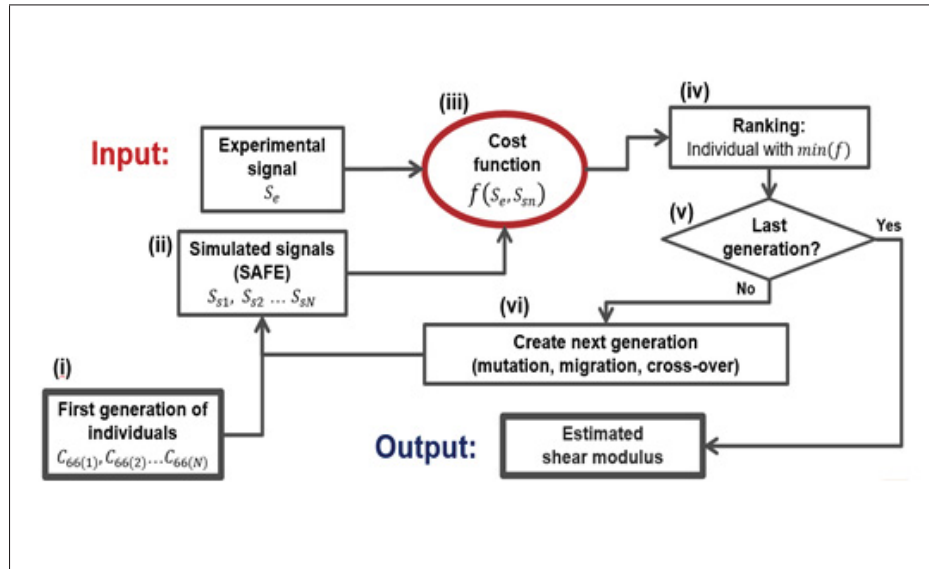 (iii)
(iv)
Input:
Experimental
signal
Sₑ
Cost
function
f(Sₑ, Sₛₙ)
Ranking:
Individual with min(f)
(ii)
Simulated signals
(SAFE)
Sₛ₁, Sₛ₂ … Sₛ_N
(v)
Last
generation?
Yes
No
(vi)
Create next generation
(mutation, migration, cross-over)
(i)
First generation of
individuals
C₆₆₍₁₎, C₆₆₍₂₎…C₆₆₍N₎
Output:
Estimated
shear modulus